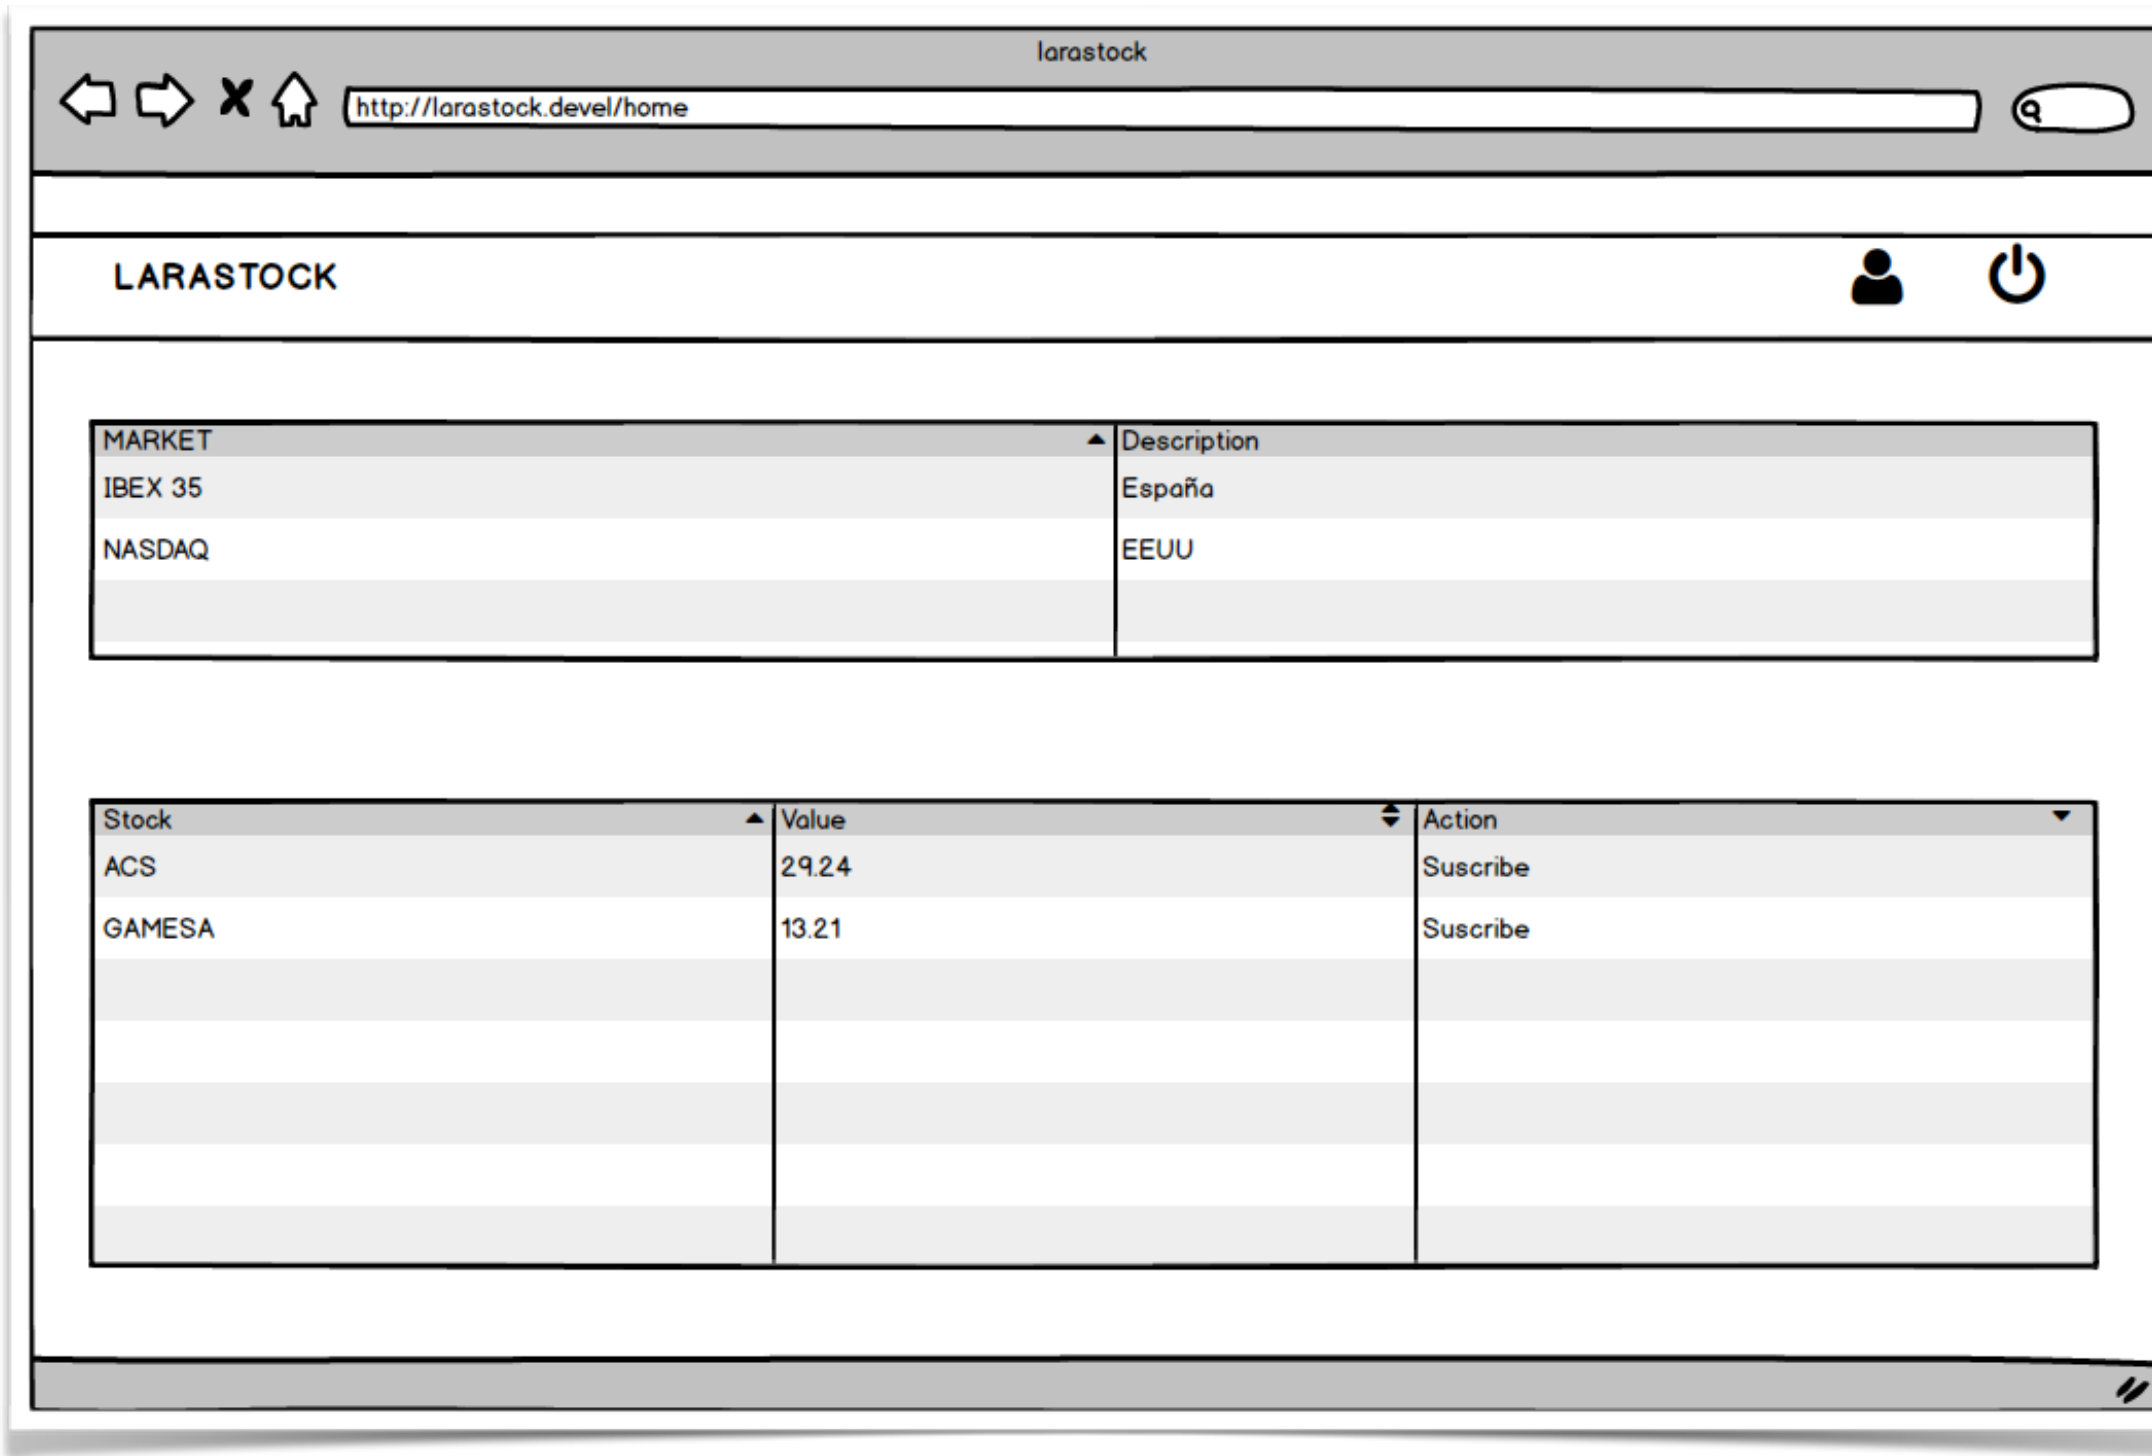 larastock
http://larastock.devel/home
LARASTOCK
MARKET Description
IBEX 35 España
NASDAQ EEUU
Stock Value Action
ACS 29.24 Suscribe
GAMESA 13.21 Suscribe